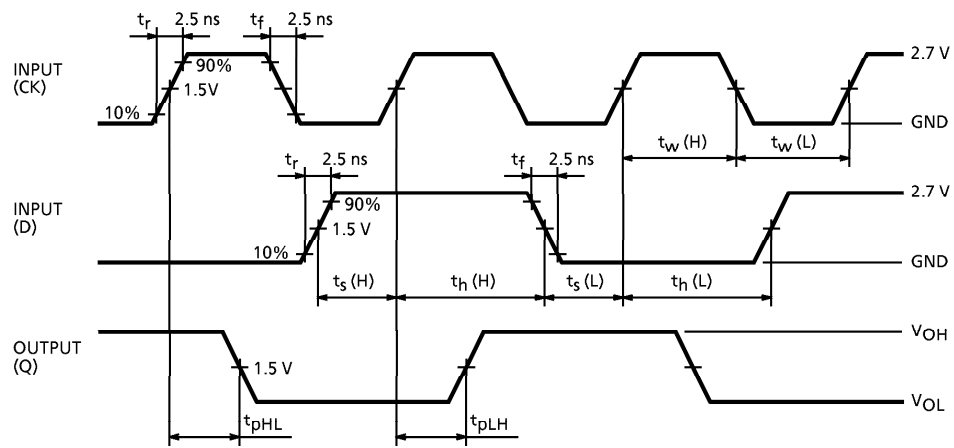 tr 2.5 ns tf 2.5 ns
INPUT
(CK)
90%
1.5V
10%
2.7 V
GND
tw (H) tw (L)
tr 2.5 ns tf 2.5 ns
INPUT
(D)
90%
1.5 V
10%
2.7 V
GND
ts (H) th (H) ts (L) th (L)
OUTPUT
(Q)
1.5 V
VOH
VOL
tpHL tpLH